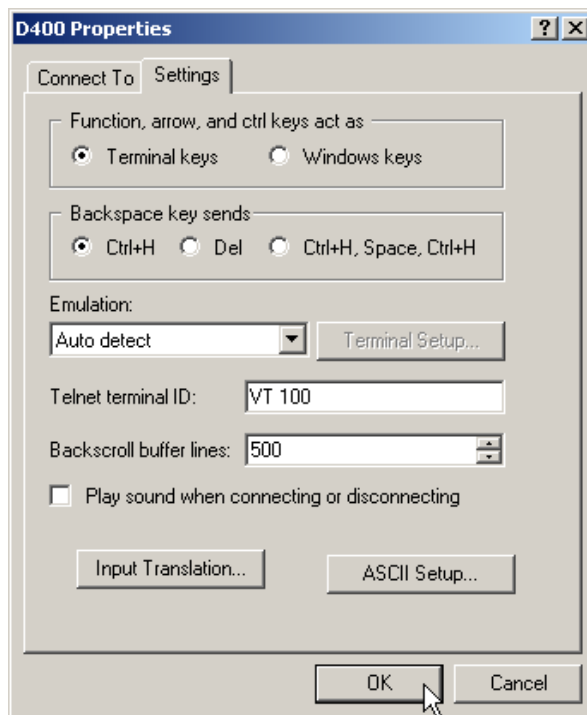 D400 Properties
Connect To Settings
Function, arrow, and ctrl keys act as
Terminal keys Windows keys
Backspace key sends
Ctrl+H Del Ctrl+H, Space, Ctrl+H
Emulation:
Auto detect Terminal Setup...
Telnet terminal ID: VT 100
Backscroll buffer lines: 500
Play sound when connecting or disconnecting
Input Translation... ASCII Setup...
OK Cancel